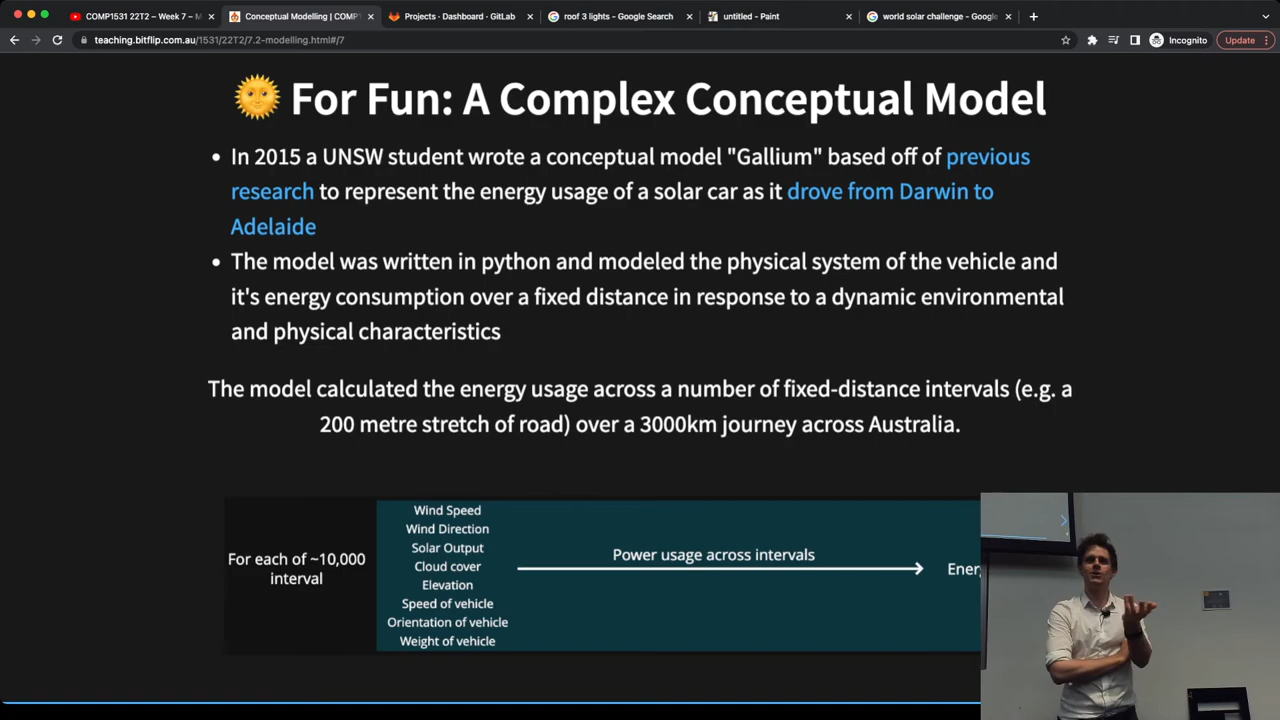 COMP1531 22T2 – Week 7 – M
Conceptual Modelling | COMP
Projects · Dashboard · GitLab
roof 3 lights - Google Search
untitled - Paint
world solar challenge - Google
teaching.bitflip.com.au/1531/22T2/7.2-modelling.html#/7
Incognito
Update
For Fun: A Complex Conceptual Model
• In 2015 a UNSW student wrote a conceptual model "Gallium" based off of previous
research to represent the energy usage of a solar car as it drove from Darwin to
Adelaide
• The model was written in python and modeled the physical system of the vehicle and
it's energy consumption over a fixed distance in response to a dynamic environmental
and physical characteristics
The model calculated the energy usage across a number of fixed-distance intervals (e.g. a
200 metre stretch of road) over a 3000km journey across Australia.
For each of ~10,000
interval
Wind Speed
Wind Direction
Solar Output
Cloud cover
Elevation
Speed of vehicle
Orientation of vehicle
Weight of vehicle
Power usage across intervals
Energ